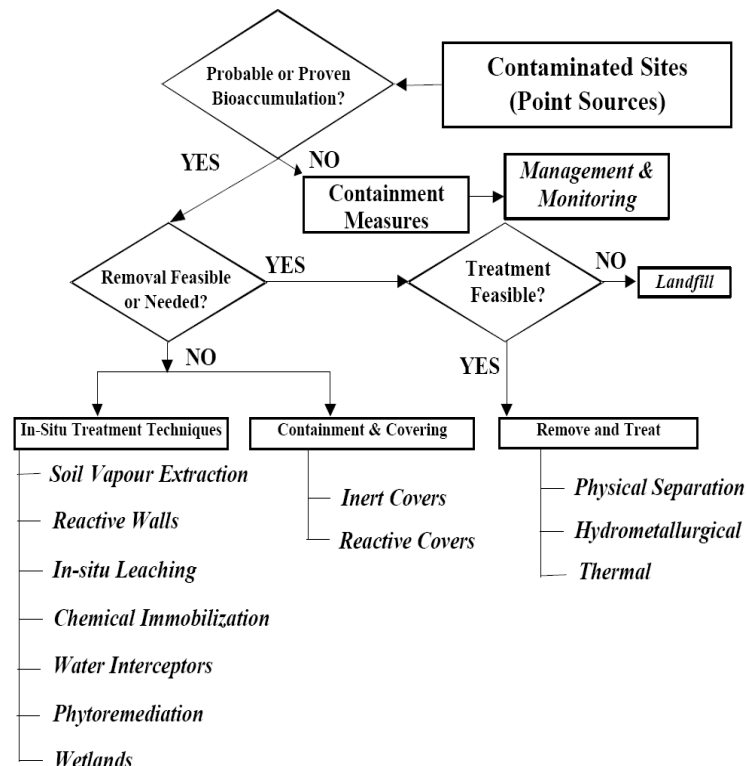 Probable or Proven
Bioaccumulation?
Contaminated Sites
(Point Sources)
YES
NO
Containment
Measures
Management &
Monitoring
Removal Feasible
or Needed?
YES
Treatment
Feasible?
NO
Landfill
NO
YES
In-Situ Treatment Techniques
Containment & Covering
Remove and Treat
Soil Vapour Extraction
Reactive Walls
In-situ Leaching
Chemical Immobilization
Water Interceptors
Phytoremediation
Wetlands
Inert Covers
Reactive Covers
Physical Separation
Hydrometallurgical
Thermal